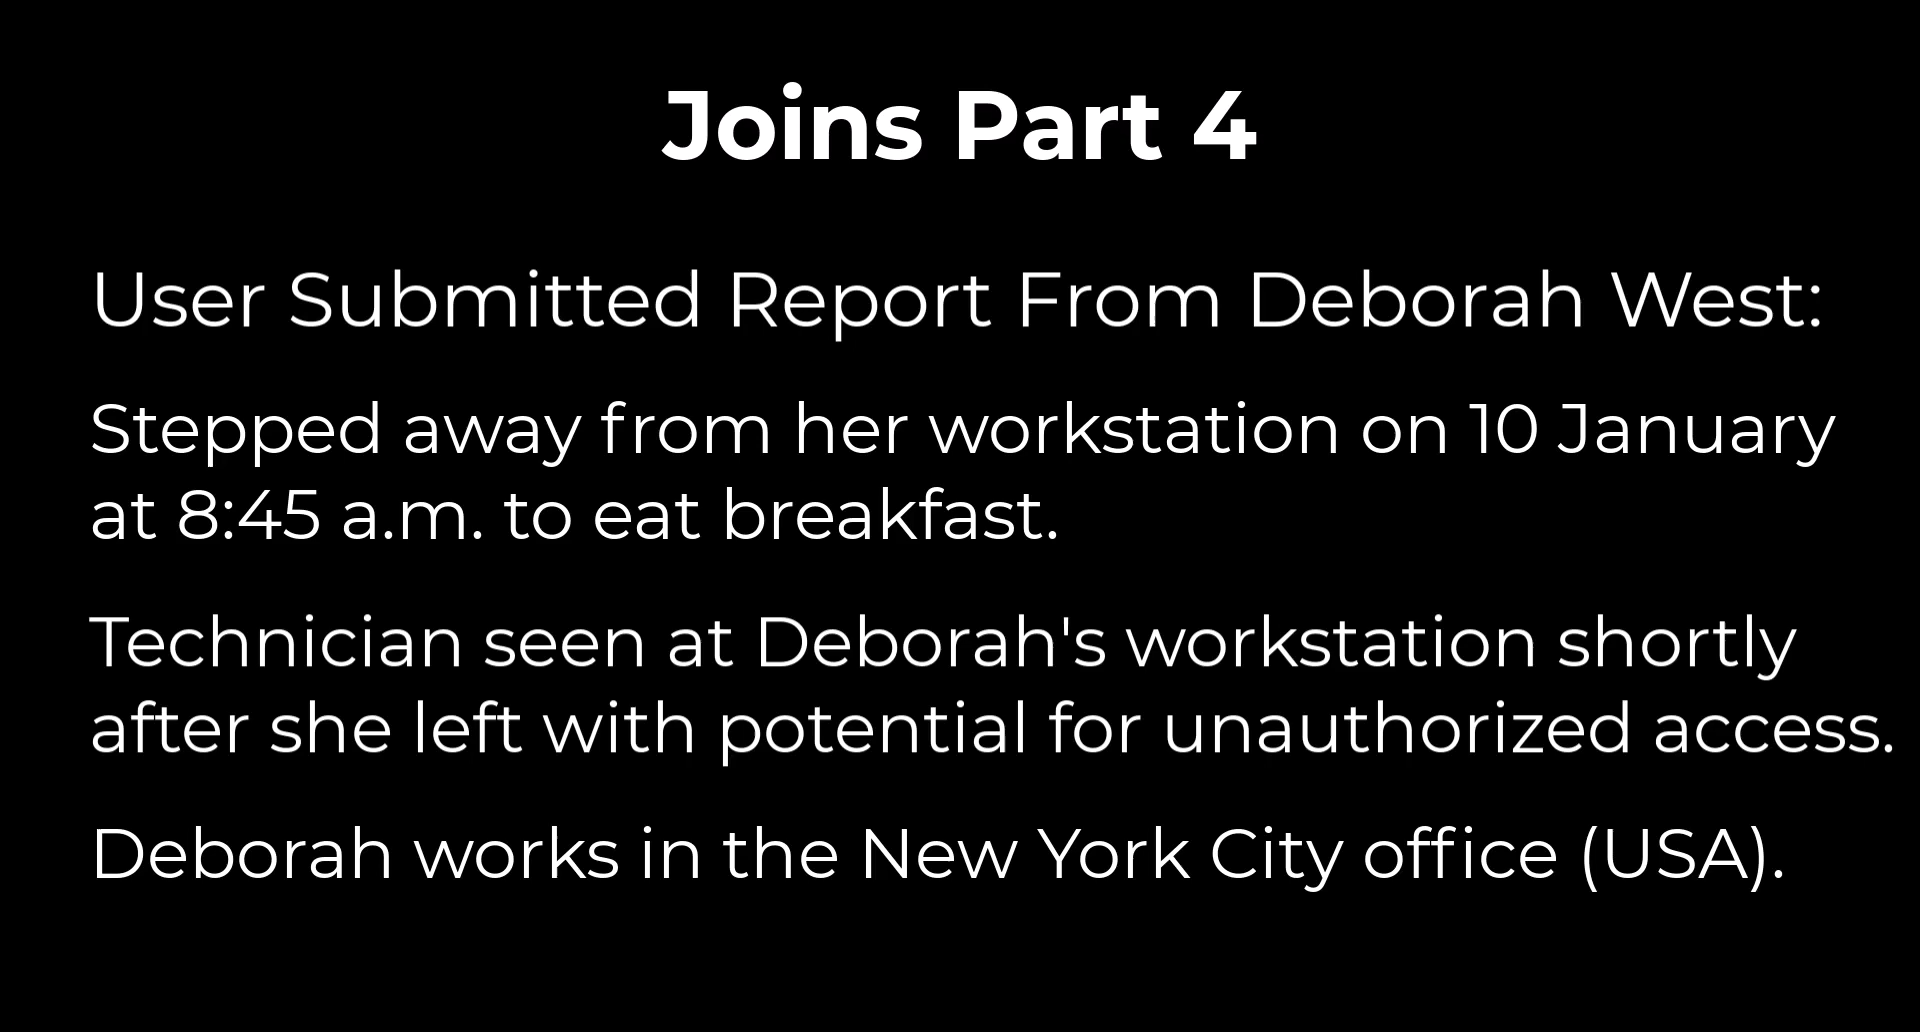 Joins Part 4
User Submitted Report From Deborah West:
Stepped away from her workstation on 10 January
at 8:45 a.m. to eat breakfast.
Technician seen at Deborah's workstation shortly
after she left with potential for unauthorized access.
Deborah works in the New York City office (USA).